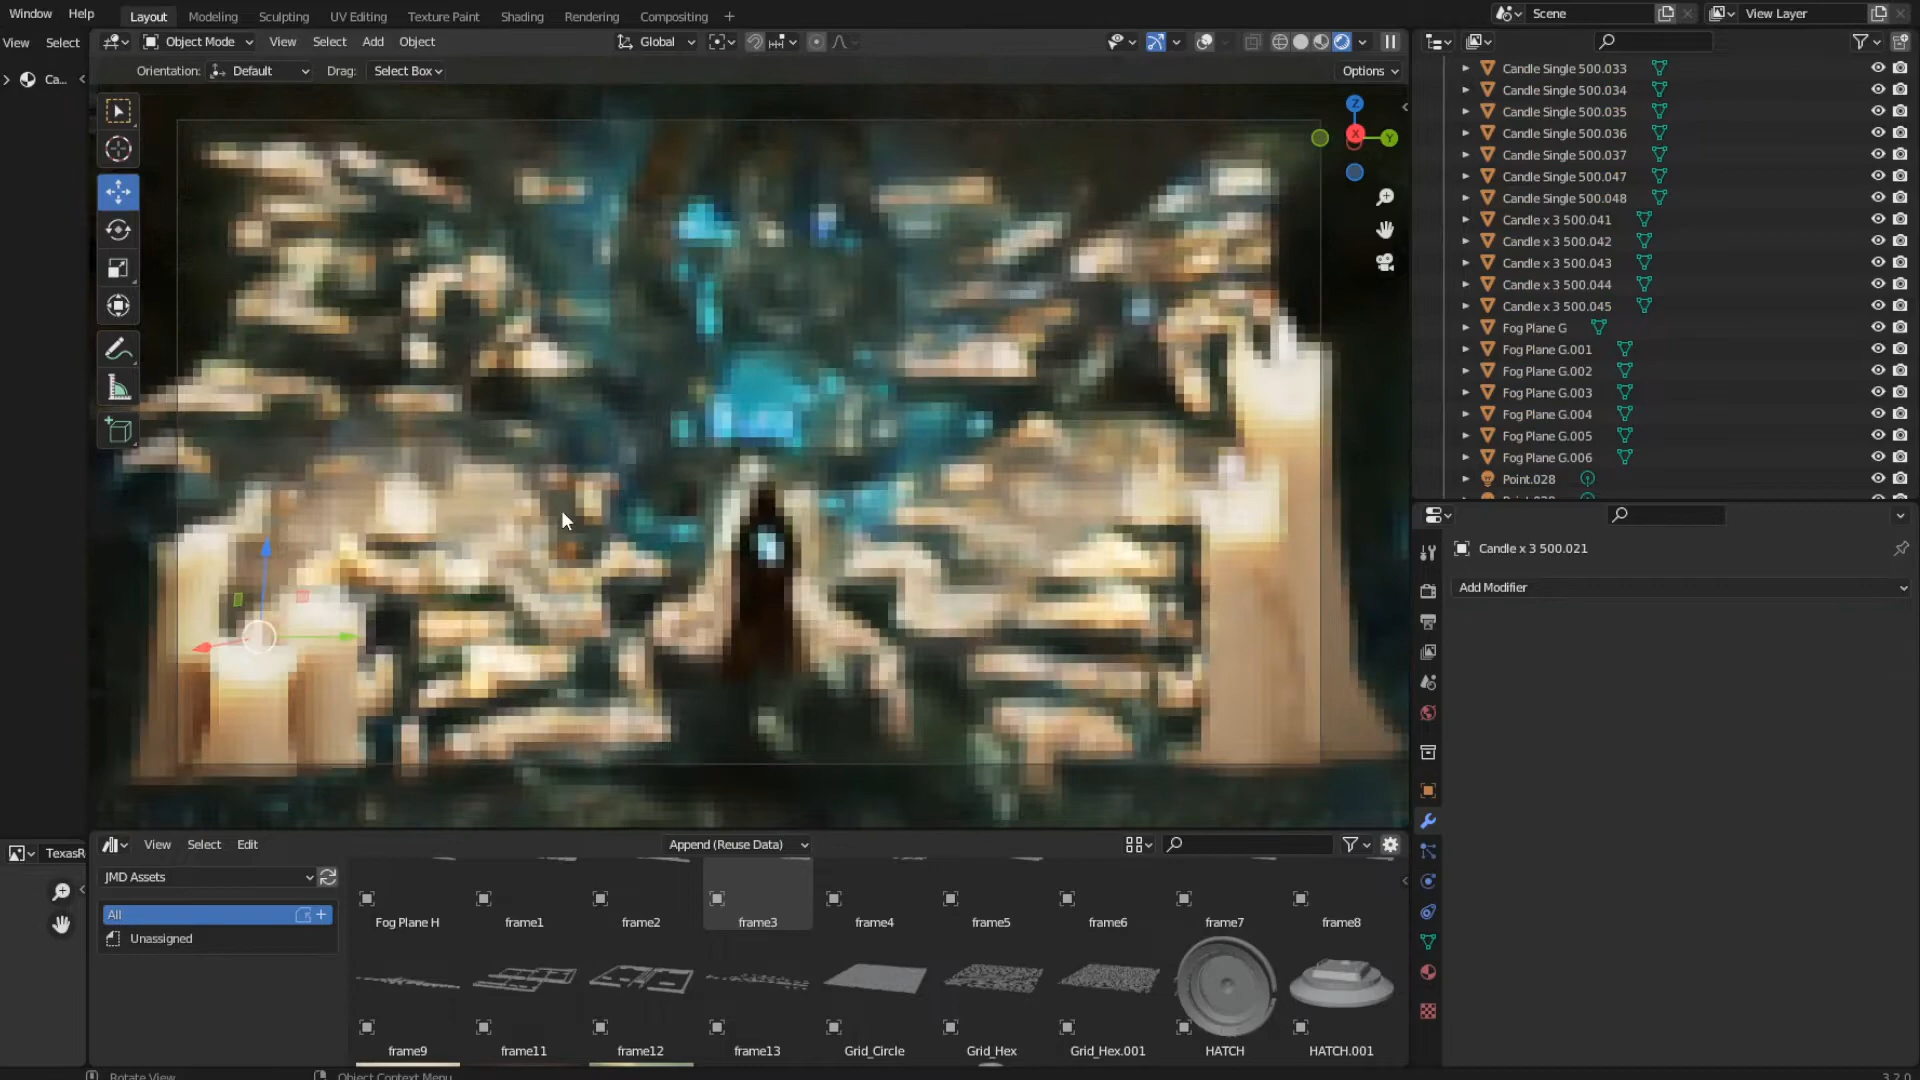 Window Help
Layout Modeling Sculpting UV Editing Texture Paint Shading Rendering Compositing +
Scene
View Layer
View Select
Object Mode View Select Add Object
Global
Orientation: Default Drag: Select Box
Options
Ca...
Z
X
Y
Candle Single 500.033
Candle Single 500.034
Candle Single 500.035
Candle Single 500.036
Candle Single 500.037
Candle Single 500.047
Candle Single 500.048
Candle x 3 500.041
Candle x 3 500.042
Candle x 3 500.043
Candle x 3 500.044
Candle x 3 500.045
Fog Plane G
Fog Plane G.001
Fog Plane G.002
Fog Plane G.003
Fog Plane G.004
Fog Plane G.005
Fog Plane G.006
Point.028
Candle x 3 500.021
Add Modifier
TexasR
View Select Edit
Append (Reuse Data)
JMD Assets
All
Unassigned
Fog Plane H frame1 frame2 frame3 frame4 frame5 frame6 frame7 frame8
frame9 frame11 frame12 frame13 Grid_Circle Grid_Hex Grid_Hex.001 HATCH HATCH.001
Rotate View
Object Context Menu
3.2.0